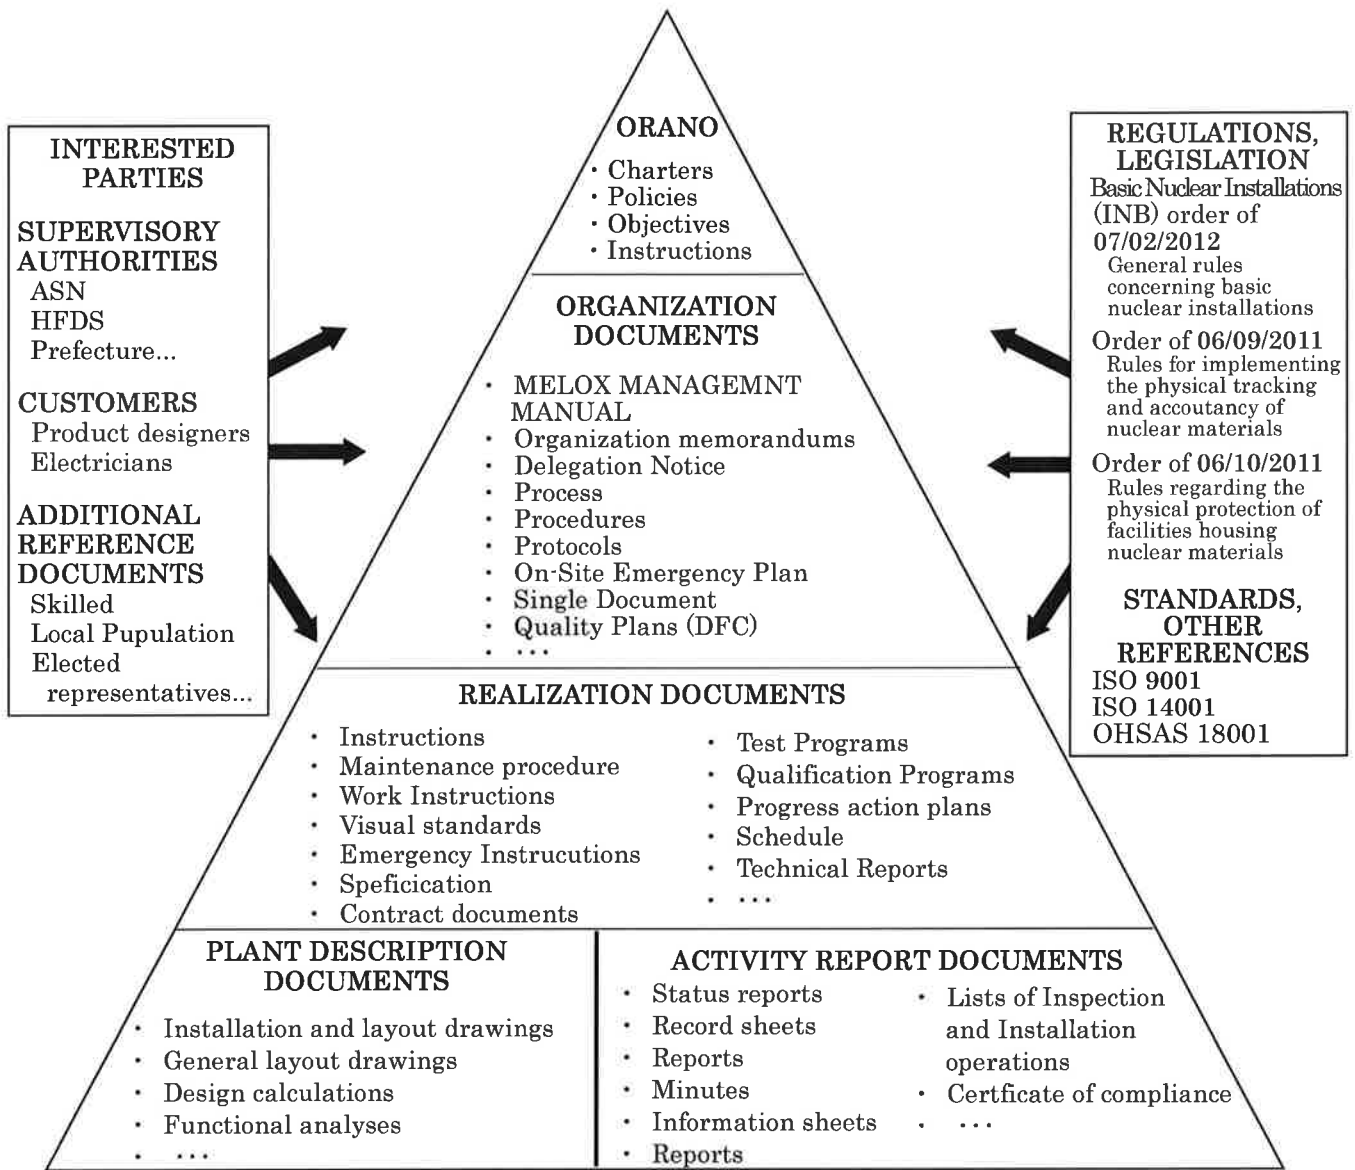 ORANO
· Charters
· Policies
· Objectives
· Instructions
INTERESTED
PARTIES
SUPERVISORY
AUTHORITIES
ASN
HFDS
Prefecture...
CUSTOMERS
Product designers
Electricians
ADDITIONAL
REFERENCE
DOCUMENTS
Skilled
Local Pupulation
Elected
representatives...
ORGANIZATION
DOCUMENTS
· MELOX MANAGEMNT
MANUAL
· Organization memorandums
· Delegation Notice
· Process
· Procedures
· Protocols
· On-Site Emergency Plan
· Single Document
· Quality Plans (DFC)
· ···
REGULATIONS,
LEGISLATION
Basic Nuclear Installations
(INB) order of
07/02/2012
General rules
concerning basic
nuclear installations
Order of 06/09/2011
Rules for implementing
the physical tracking
and accoutancy of
nuclear materials
Order of 06/10/2011
Rules regarding the
physical protection of
facilities housing
nuclear materials
STANDARDS,
OTHER
REFERENCES
ISO 9001
ISO 14001
OHSAS 18001
REALIZATION DOCUMENTS
· Instructions
· Maintenance procedure
· Work Instructions
· Visual standards
· Emergency Instrucutions
· Speficication
· Contract documents
· Test Programs
· Qualification Programs
· Progress action plans
· Schedule
· Technical Reports
· ···
PLANT DESCRIPTION
DOCUMENTS
· Installation and layout drawings
· General layout drawings
· Design calculations
· Functional analyses
· ···
ACTIVITY REPORT DOCUMENTS
· Status reports
· Record sheets
· Reports
· Minutes
· Information sheets
· Reports
· Lists of Inspection
and Installation
operations
· Certficate of compliance
· ···